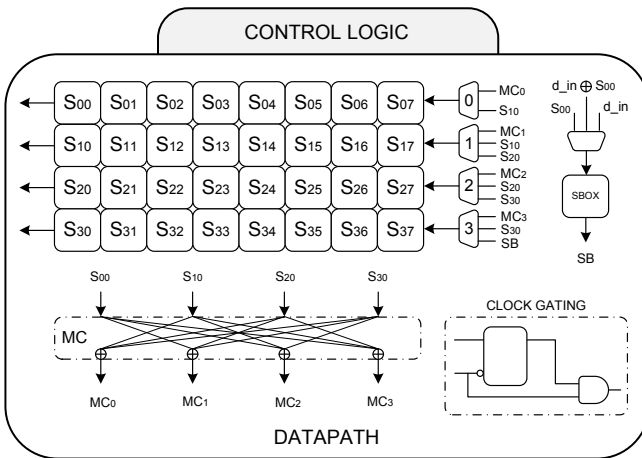 CONTROL LOGIC
S00 S01 S02 S03 S04 S05 S06 S07
0
MC0
S10
S10 S11 S12 S13 S14 S15 S16 S17
1
MC1
S10
S20
S20 S21 S22 S23 S24 S25 S26 S27
2
MC2
S20
S30
S30 S31 S32 S33 S34 S35 S36 S37
3
MC3
S30
SB
d_in ⊕ S00
S00 d_in
SBOX
SB
S00 S10 S20 S30
MC
MC0 MC1 MC2 MC3
CLOCK GATING
DATAPATH